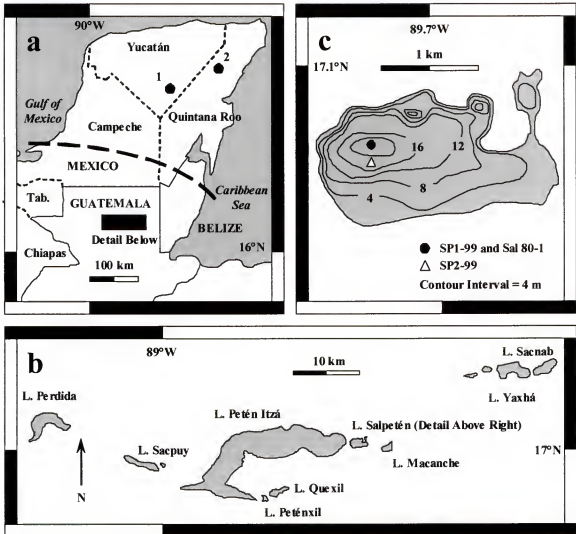 90°W
a
Yucatán
1
2
Gulf of
Mexico
Campeche
Quintana Roo
MEXICO
Tab.
GUATEMALA
Caribbean
Sea
Detail Below
BELIZE
Chiapas
100 km
16°N
c
89.7°W
17.1°N
1 km
16
12
8
4
SP1-99 and Sal 80-1
SP2-99
Contour Interval = 4 m
b
89°W
10 km
L. Sacnab
L. Yaxhá
L. Perdida
L. Petén Itzá
L. Salpetén (Detail Above Right)
L. Sacpuy
L. Macanche
17°N
L. Quexil
L. Peténxil
N